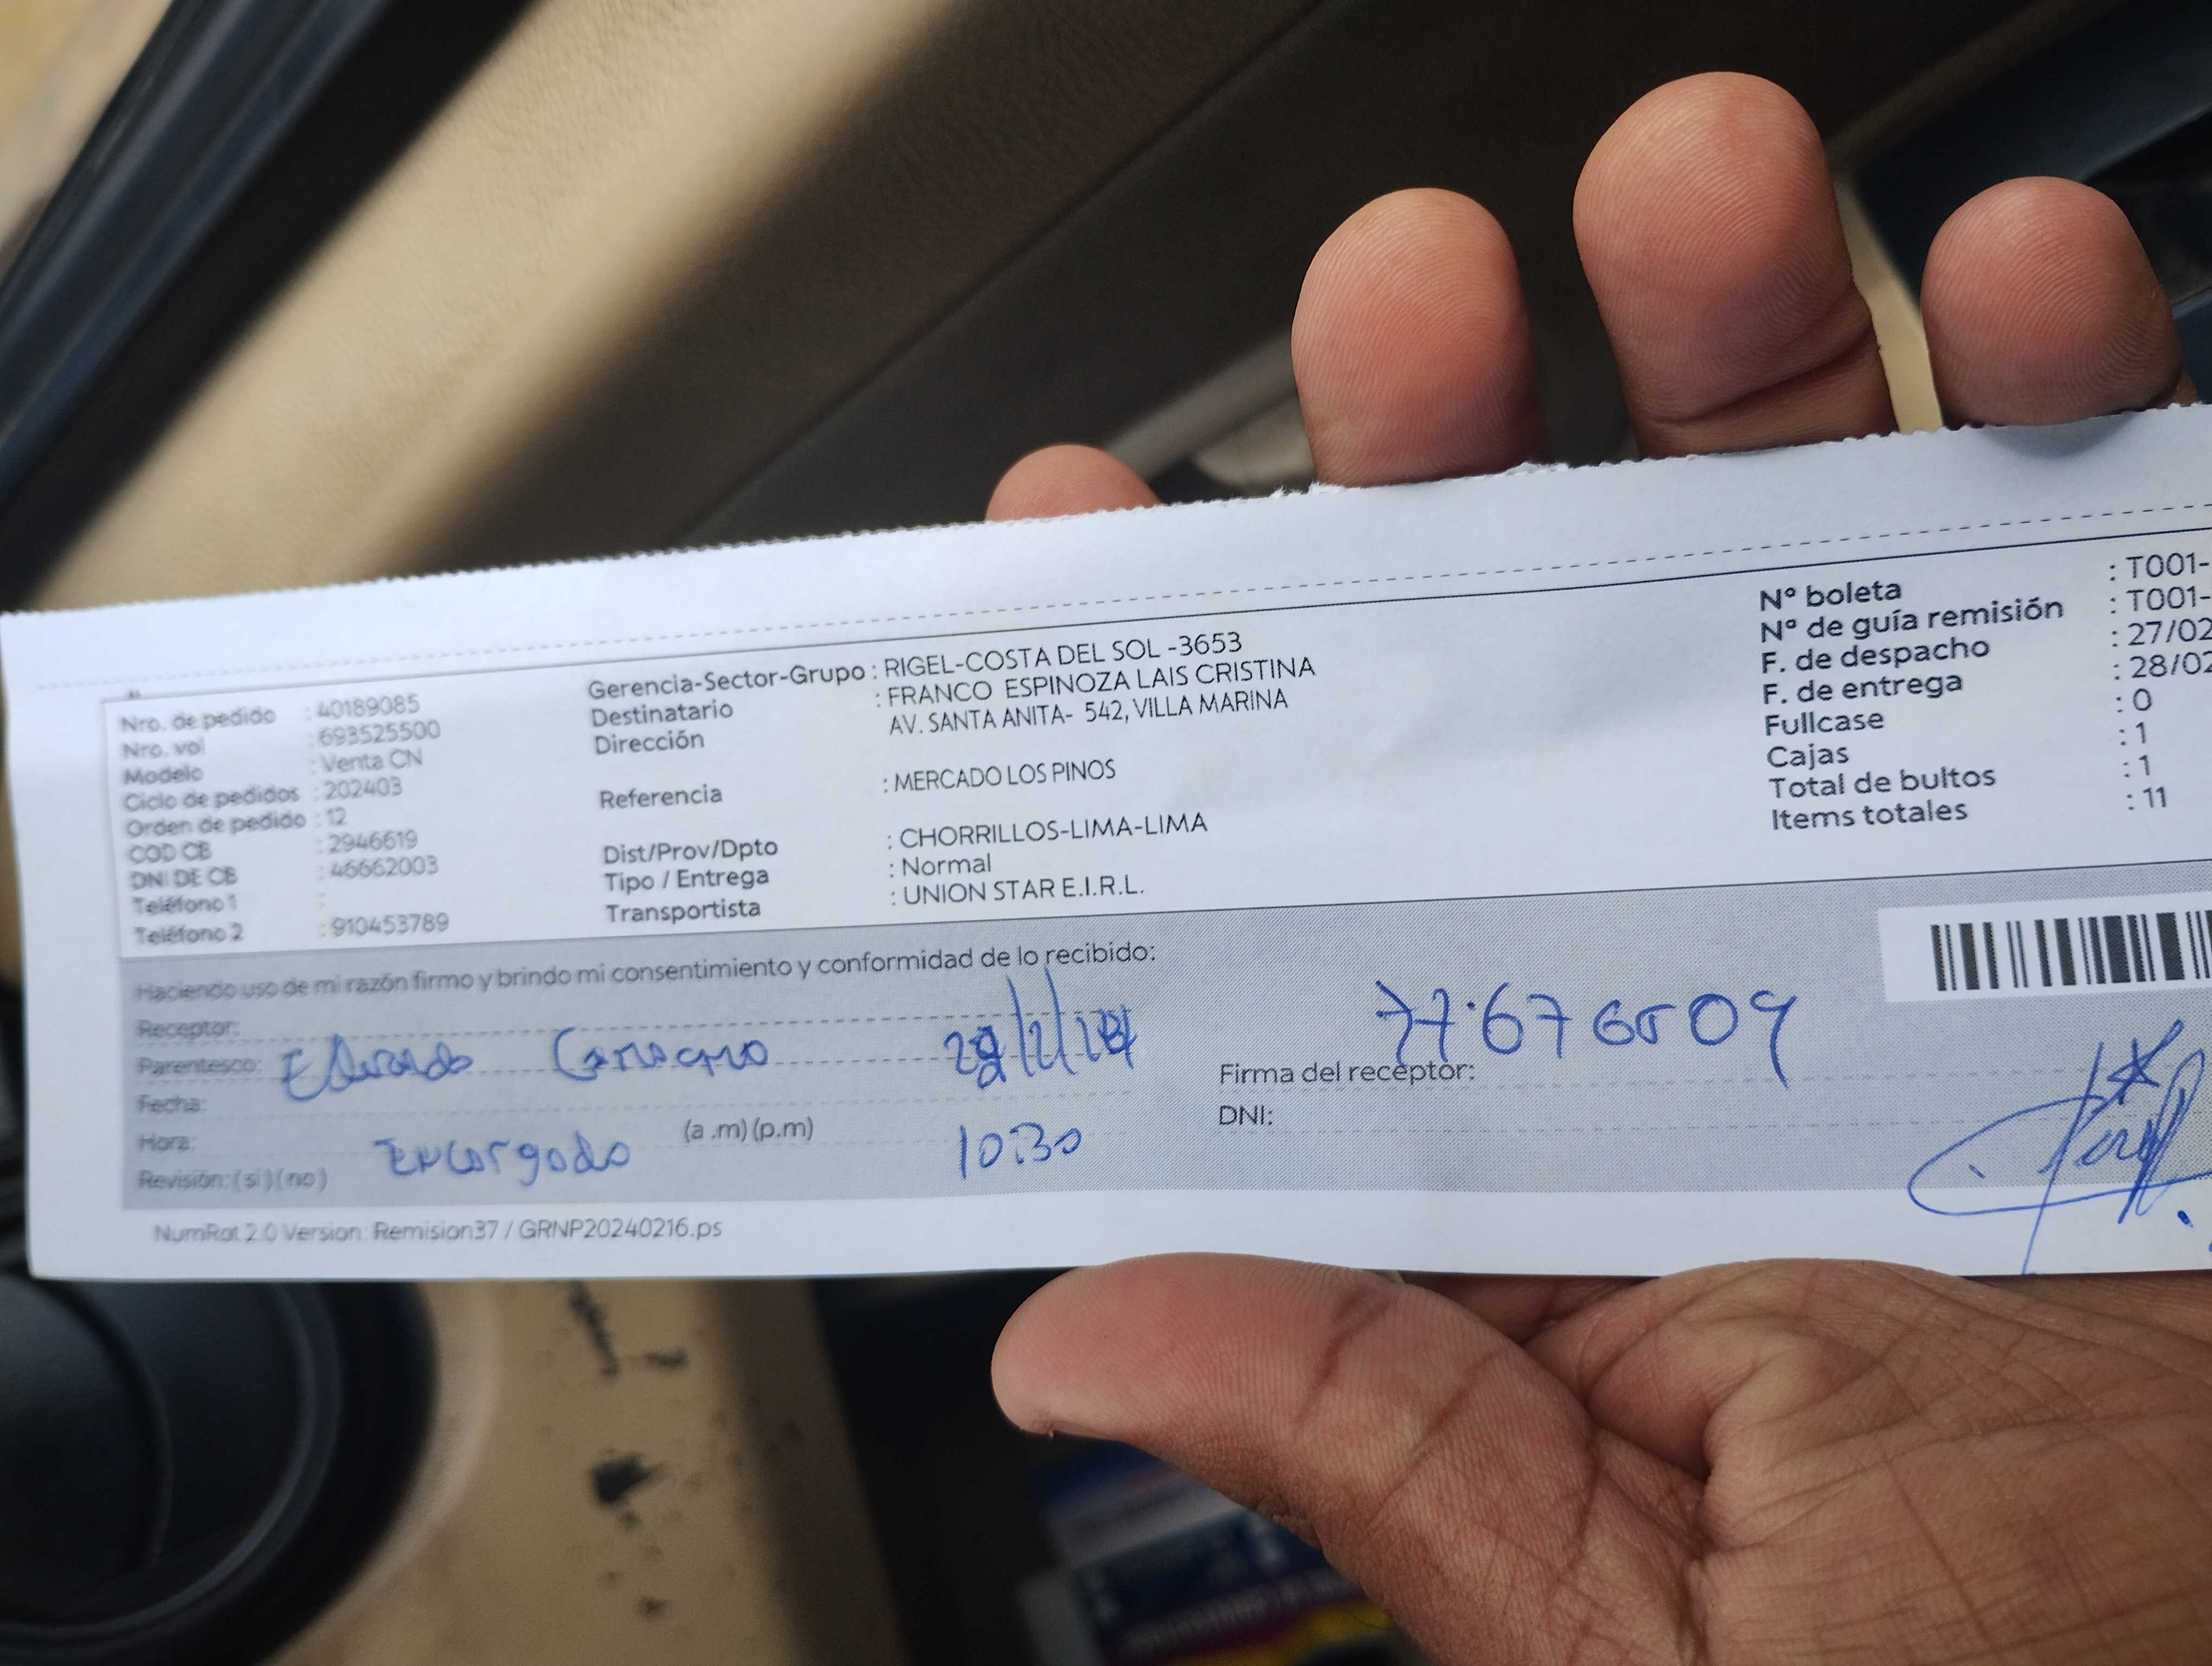 Nro. de pedido : 40189085
Nro. vol : 693525500
Modelo : Venta CN
Ciclo de pedidos : 202403
Orden de pedido : 12
COD CB : 2946619
DNI DE CB : 46662003
Teléfono 1 :
Teléfono 2 : 910453789
Gerencia-Sector-Grupo : RIGEL-COSTA DEL SOL -3653
Destinatario : FRANCO ESPINOZA LAIS CRISTINA
Dirección AV. SANTA ANITA- 542, VILLA MARINA
Referencia : MERCADO LOS PINOS
Dist/Prov/Dpto : CHORRILLOS-LIMA-LIMA
Tipo / Entrega : Normal
Transportista : UNION STAR E.I.R.L.
Nº boleta : T001-
Nº de guía remisión : T001-
F. de despacho : 27/02
F. de entrega : 28/02
Fullcase : 0
Cajas : 1
Total de bultos : 1
Items totales : 11
Haciendo uso de mi razón firmo y brindo mi consentimiento y conformidad de lo recibido:
Receptor:
Parentesco:
Fecha:
Hora: (a .m) (p.m)
Encargado 10:30
Revisión: ( si ) ( no )
Firma del receptor:
DNI:
NumRot 2.0 Version Remision37 / GRNP20240216.ps